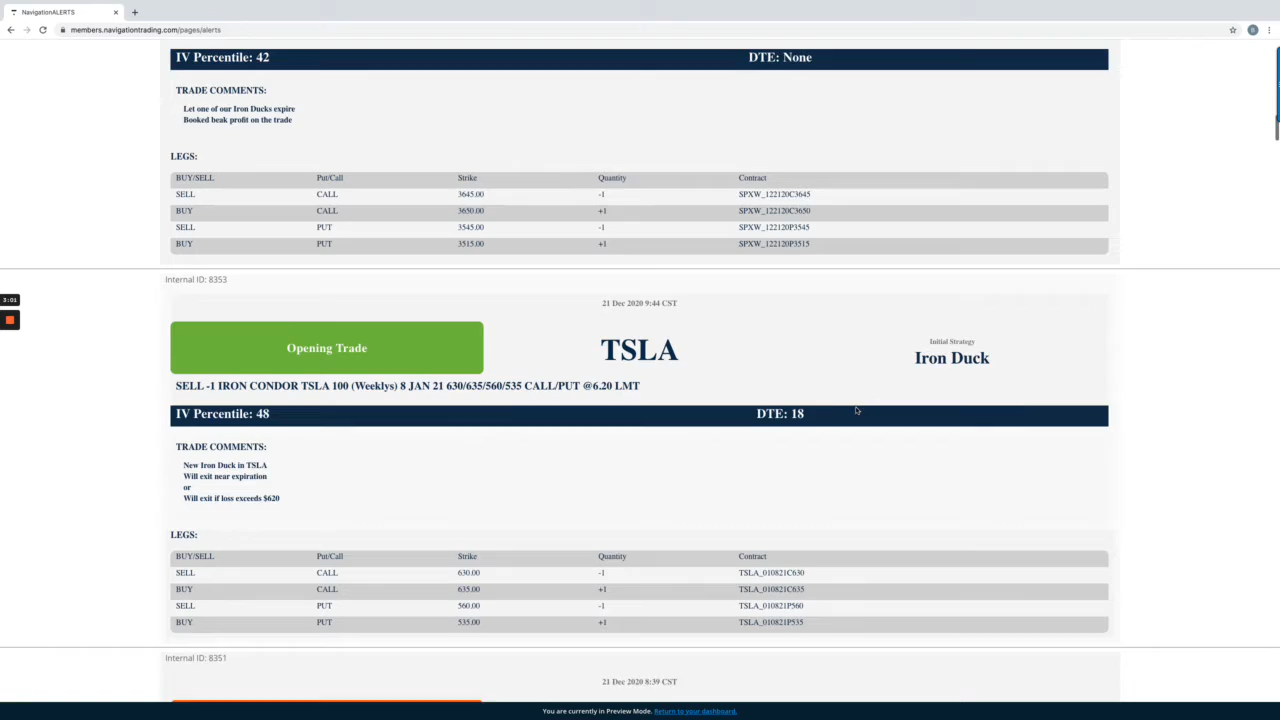 NavigationALERTS
members.navigationtrading.com/pages/alerts
IV Percentile: 42 DTE: None
TRADE COMMENTS:
Let one of our Iron Ducks expire
Booked beak profit on the trade
LEGS:
BUY/SELL Put/Call Strike Quantity Contract
SELL CALL 3645.00 -1 SPXW_122120C3645
BUY CALL 3650.00 +1 SPXW_122120C3650
SELL PUT 3545.00 -1 SPXW_122120P3545
BUY PUT 3515.00 +1 SPXW_122120P3515
Internal ID: 8353
3:01
21 Dec 2020 9:44 CST
Opening Trade TSLA Initial Strategy
Iron Duck
SELL -1 IRON CONDOR TSLA 100 (Weeklys) 8 JAN 21 630/635/560/535 CALL/PUT @6.20 LMT
IV Percentile: 48 DTE: 18
TRADE COMMENTS:
New Iron Duck in TSLA
Will exit near expiration
or
Will exit if loss exceeds $620
LEGS:
BUY/SELL Put/Call Strike Quantity Contract
SELL CALL 630.00 -1 TSLA_010821C630
BUY CALL 635.00 +1 TSLA_010821C635
SELL PUT 560.00 -1 TSLA_010821P560
BUY PUT 535.00 +1 TSLA_010821P535
Internal ID: 8351
21 Dec 2020 8:39 CST
You are currently in Preview Mode. Return to your dashboard.